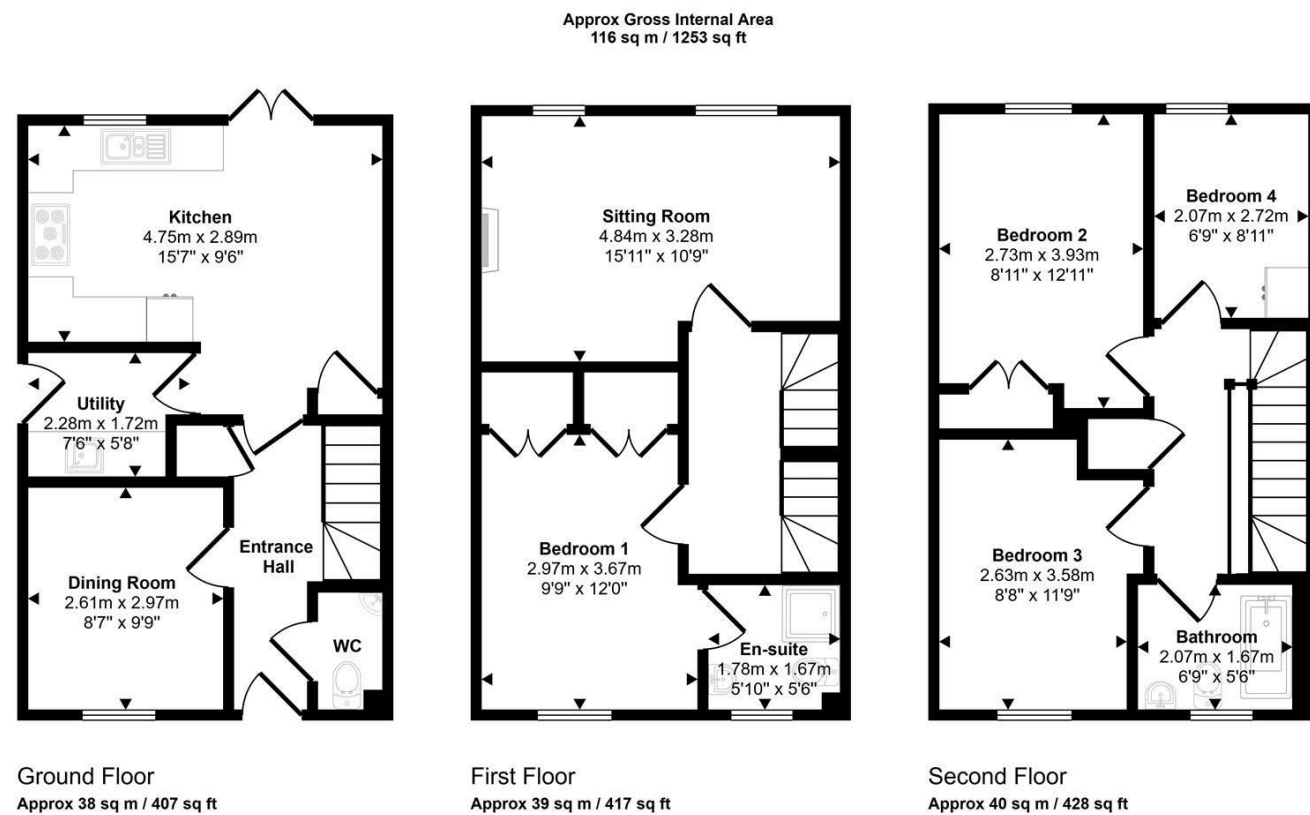 Approx Gross Internal Area
116 sq m / 1253 sq ft
Kitchen
4.75m x 2.89m
15'7" x 9'6"
Utility
2.28m x 1.72m
7'6" x 5'8"
Dining Room
2.61m x 2.97m
8'7" x 9'9"
Entrance
Hall
WC
Ground Floor
Approx 38 sq m / 407 sq ft
Sitting Room
4.84m x 3.28m
15'11" x 10'9"
Bedroom 1
2.97m x 3.67m
9'9" x 12'0"
En-suite
1.78m x 1.67m
5'10" x 5'6"
First Floor
Approx 39 sq m / 417 sq ft
Bedroom 2
2.73m x 3.93m
8'11" x 12'11"
Bedroom 4
2.07m x 2.72m
6'9" x 8'11"
Bedroom 3
2.63m x 3.58m
8'8" x 11'9"
Bathroom
2.07m x 1.67m
6'9" x 5'6"
Second Floor
Approx 40 sq m / 428 sq ft